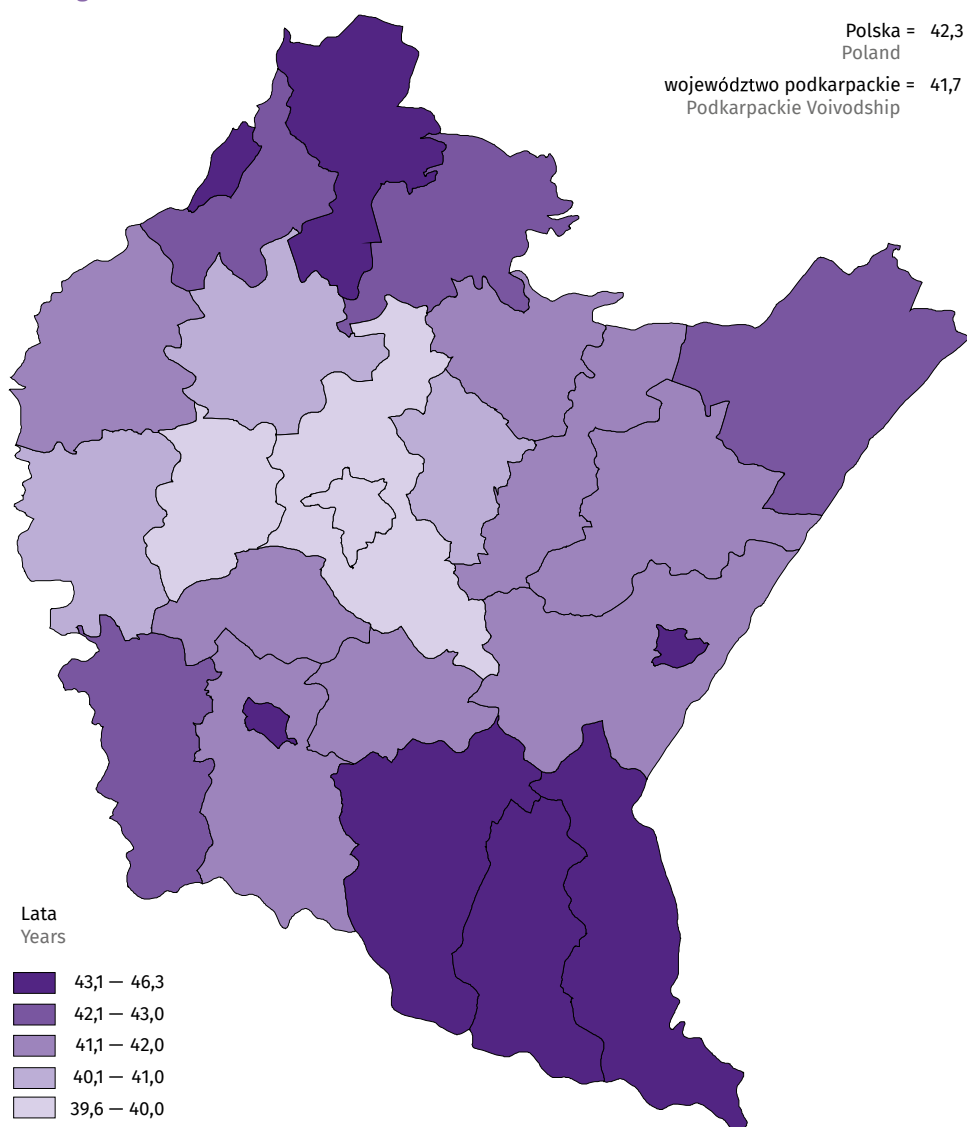 Polska = 42,3
Poland
województwo podkarpackie = 41,7
Podkarpackie Voivodship
Lata
Years
43,1 — 46,3
42,1 — 43,0
41,1 — 42,0
40,1 — 41,0
39,6 — 40,0